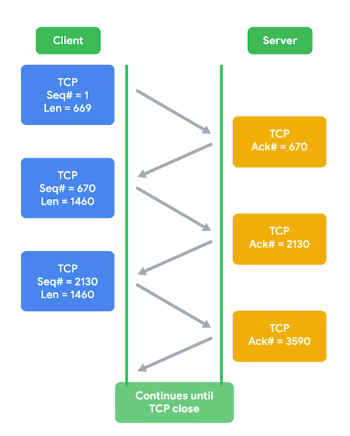 Client
Server
TCP
Seq# = 1
Len = 669
TCP
Ack# = 670
TCP
Seq# = 670
Len = 1460
TCP
Ack# = 2130
TCP
Seq# = 2130
Len = 1460
TCP
Ack# = 3590
Continues until
TCP close